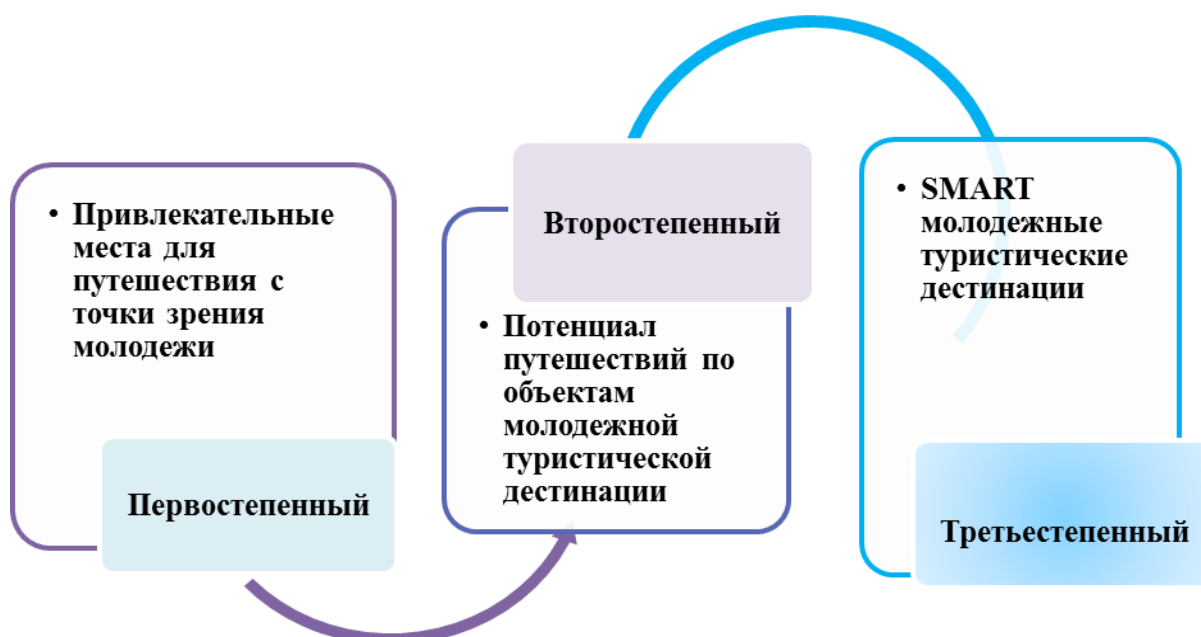 • Привлекательные
места для
путешествия с
точки зрения
молодежи
Первостепенный
Второстепенный
• Потенциал
путешествий по
объектам
молодежной
туристической
дестинации
• SMART
молодежные
туристические
дестинации
Третьестепенный